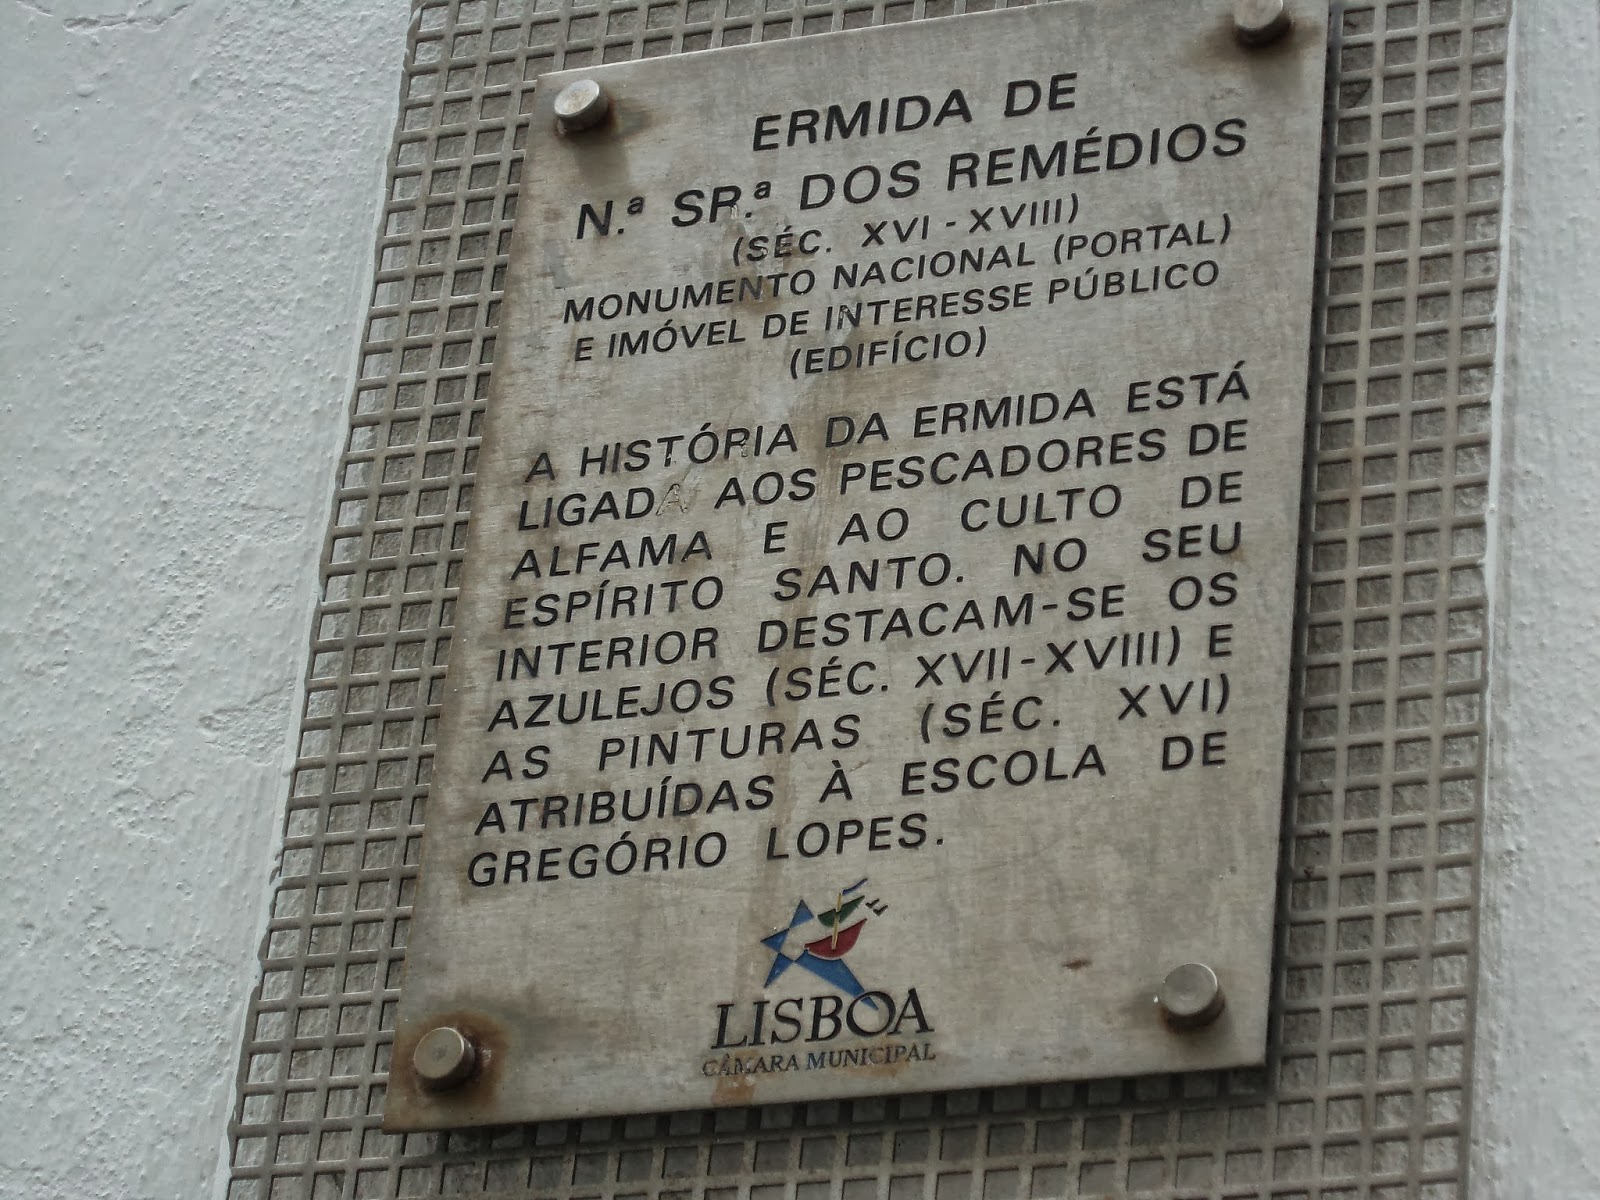 ERMIDA DE
N.ª SR.ª DOS REMÉDIOS
(SÉC. XVI - XVIII)
MONUMENTO NACIONAL (PORTAL)
E IMÓVEL DE INTERESSE PÚBLICO
(EDIFÍCIO)
A HISTÓRIA DA ERMIDA ESTÁ
LIGADA AOS PESCADORES DE
ALFAMA E AO CULTO DE
ESPÍRITO SANTO. NO SEU
INTERIOR DESTACAM-SE OS
AZULEJOS (SÉC. XVII-XVIII) E
AS PINTURAS (SÉC. XVI)
ATRIBUÍDAS À ESCOLA DE
GREGÓRIO LOPES.
LISBOA
CÂMARA MUNICIPAL